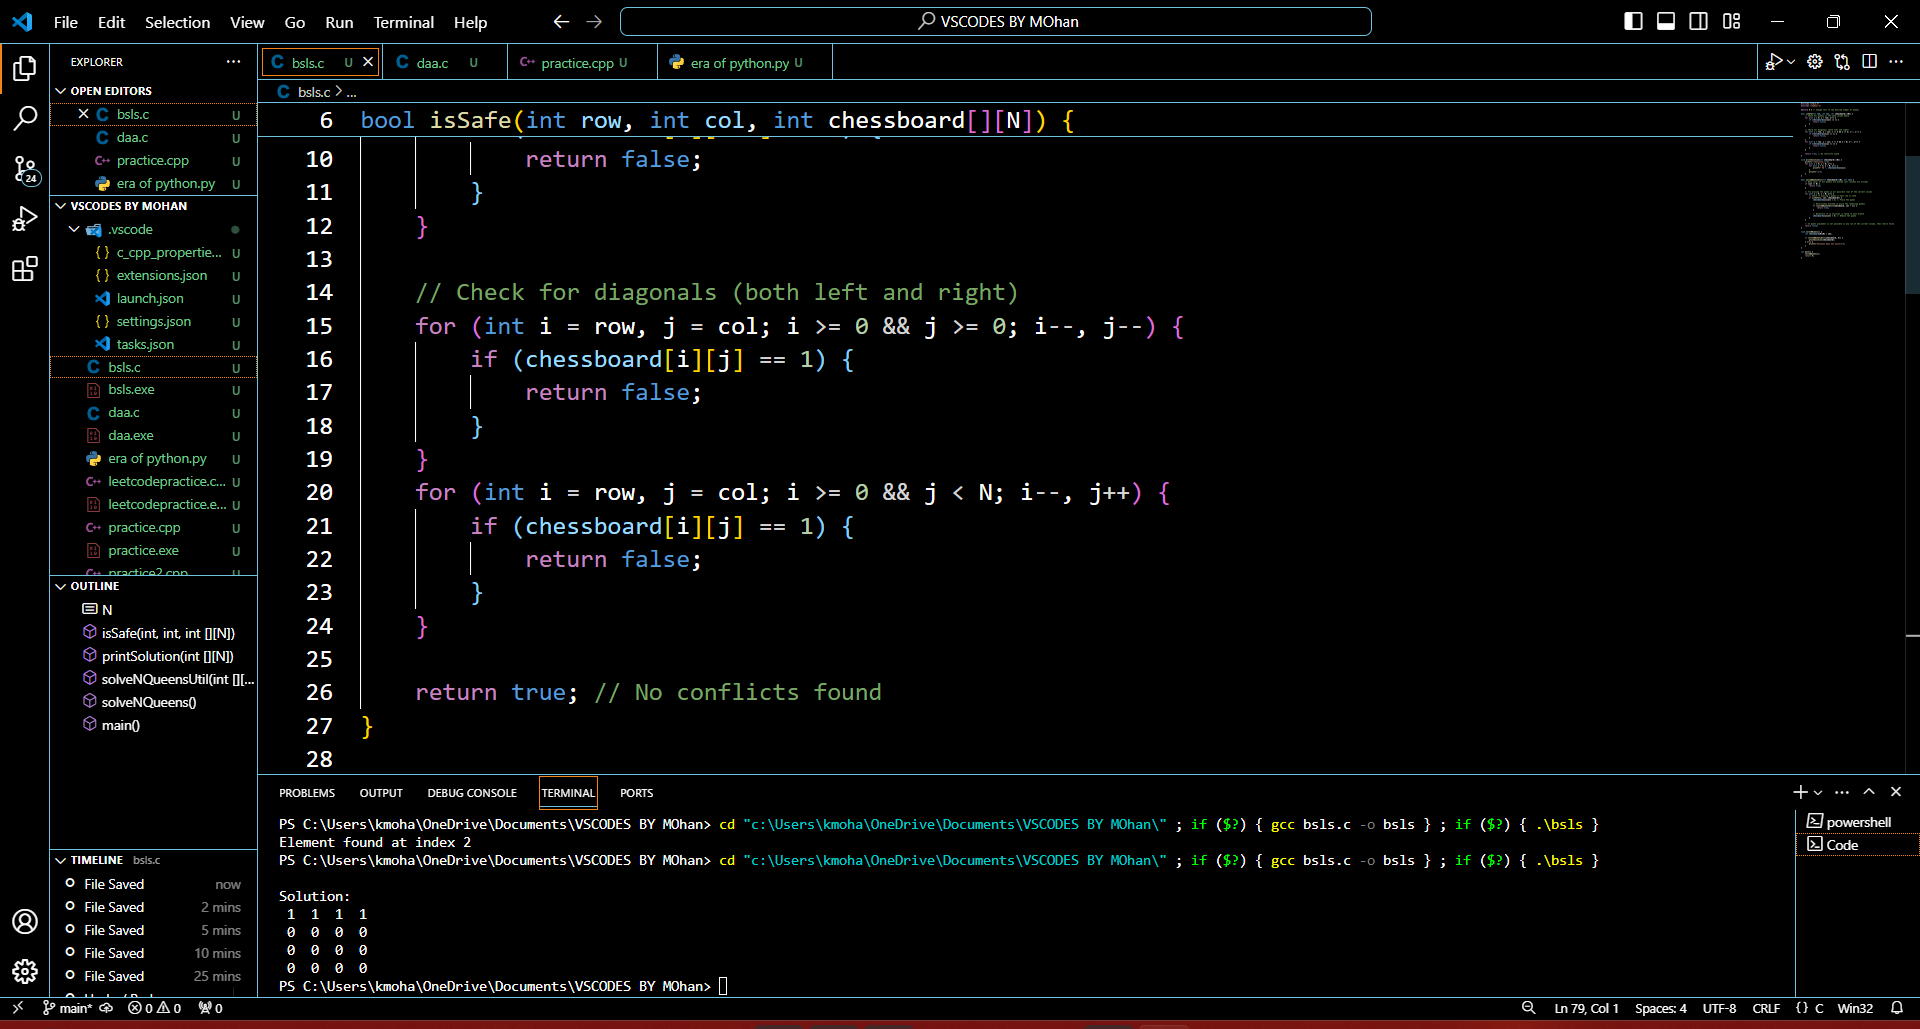 File Edit Selection View Go Run Terminal Help
VSCODES BY MOhan
EXPLORER
OPEN EDITORS
bsls.c U
daa.c U
practice.cpp U
era of python.py U
24
VSCODES BY MOHAN
.vscode
c_cpp_propertie... U
extensions.json U
launch.json U
settings.json U
tasks.json U
bsls.c U
bsls.exe U
daa.c U
daa.exe U
era of python.py U
leetcodepractice.c... U
leetcodepractice.e... U
practice.cpp U
practice.exe U
practice2.cpp U
OUTLINE
N
isSafe(int, int, int [][N])
printSolution(int [][N])
solveNQueensUtil(int [][...
solveNQueens()
main()
TIMELINE bsls.c
File Saved now
File Saved 2 mins
File Saved 5 mins
File Saved 10 mins
File Saved 25 mins
bsls.c U
daa.c U
practice.cpp U
era of python.py U
bsls.c > ...
6 bool isSafe(int row, int col, int chessboard[][N]) {
10 return false;
11 }
12 }
13
14 // Check for diagonals (both left and right)
15 for (int i = row, j = col; i >= 0 && j >= 0; i--, j--) {
16 if (chessboard[i][j] == 1) {
17 return false;
18 }
19 }
20 for (int i = row, j = col; i >= 0 && j < N; i--, j++) {
21 if (chessboard[i][j] == 1) {
22 return false;
23 }
24 }
25
26 return true; // No conflicts found
27 }
28
PROBLEMS OUTPUT DEBUG CONSOLE TERMINAL PORTS
PS C:\Users\kmoha\OneDrive\Documents\VSCODES BY MOhan> cd "c:\Users\kmoha\OneDrive\Documents\VSCODES BY MOhan\" ; if ($?) { gcc bsls.c -o bsls } ; if ($?) { .\bsls }
Element found at index 2
PS C:\Users\kmoha\OneDrive\Documents\VSCODES BY MOhan> cd "c:\Users\kmoha\OneDrive\Documents\VSCODES BY MOhan\" ; if ($?) { gcc bsls.c -o bsls } ; if ($?) { .\bsls }
Solution:
1 1 1 1
0 0 0 0
0 0 0 0
0 0 0 0
PS C:\Users\kmoha\OneDrive\Documents\VSCODES BY MOhan>
powershell
Code
main* 0 0 0
Ln 79, Col 1 Spaces: 4 UTF-8 CRLF {} C Win32